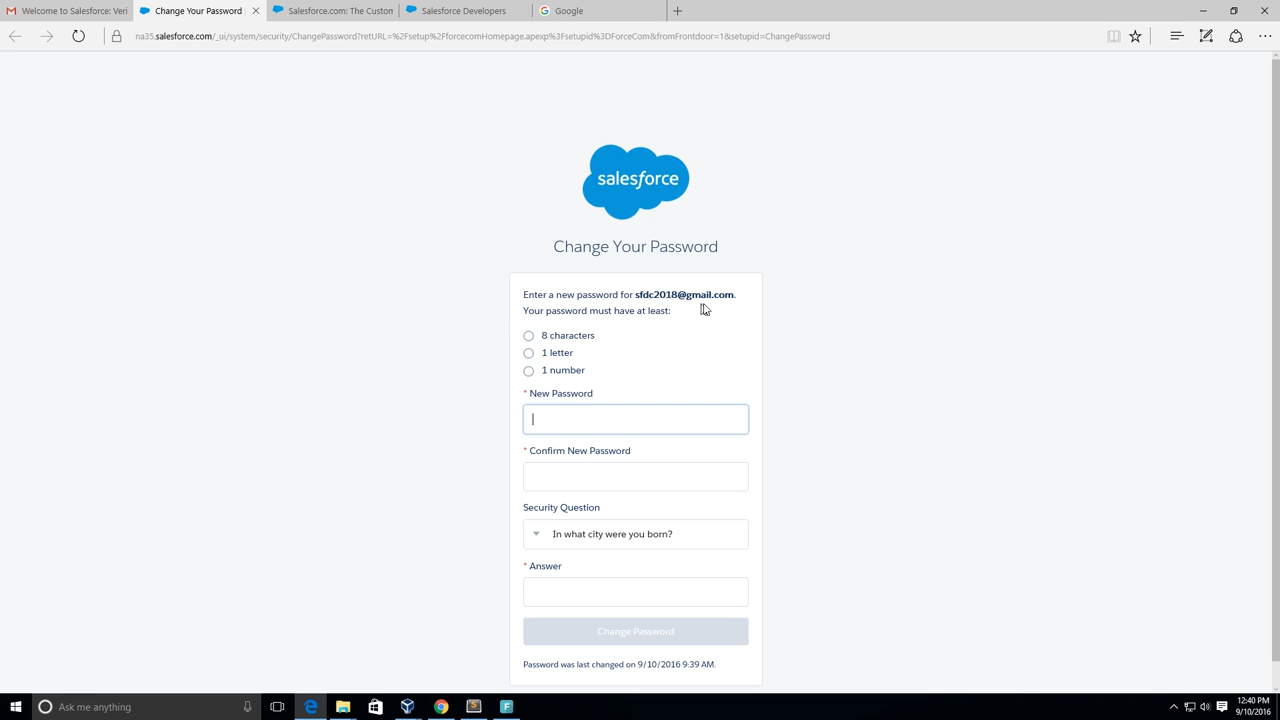 Welcome to Salesforce: Veri
Change Your Password
Salesforce.com: The Custom
Salesforce Developers
Google
na35.salesforce.com/_ui/system/security/ChangePassword?retURL=%2Fsetup%2FforcecomHomepage.apexp%3Fsetupid%3DForceCom&fromFrontdoor=1&setupid=ChangePassword
salesforce
Change Your Password
Enter a new password for sfdc2018@gmail.com.
Your password must have at least:
8 characters
1 letter
1 number
* New Password
* Confirm New Password
Security Question
In what city were you born?
* Answer
Change Password
Password was last changed on 9/10/2016 9:39 AM.
Ask me anything
12:40 PM
9/10/2016